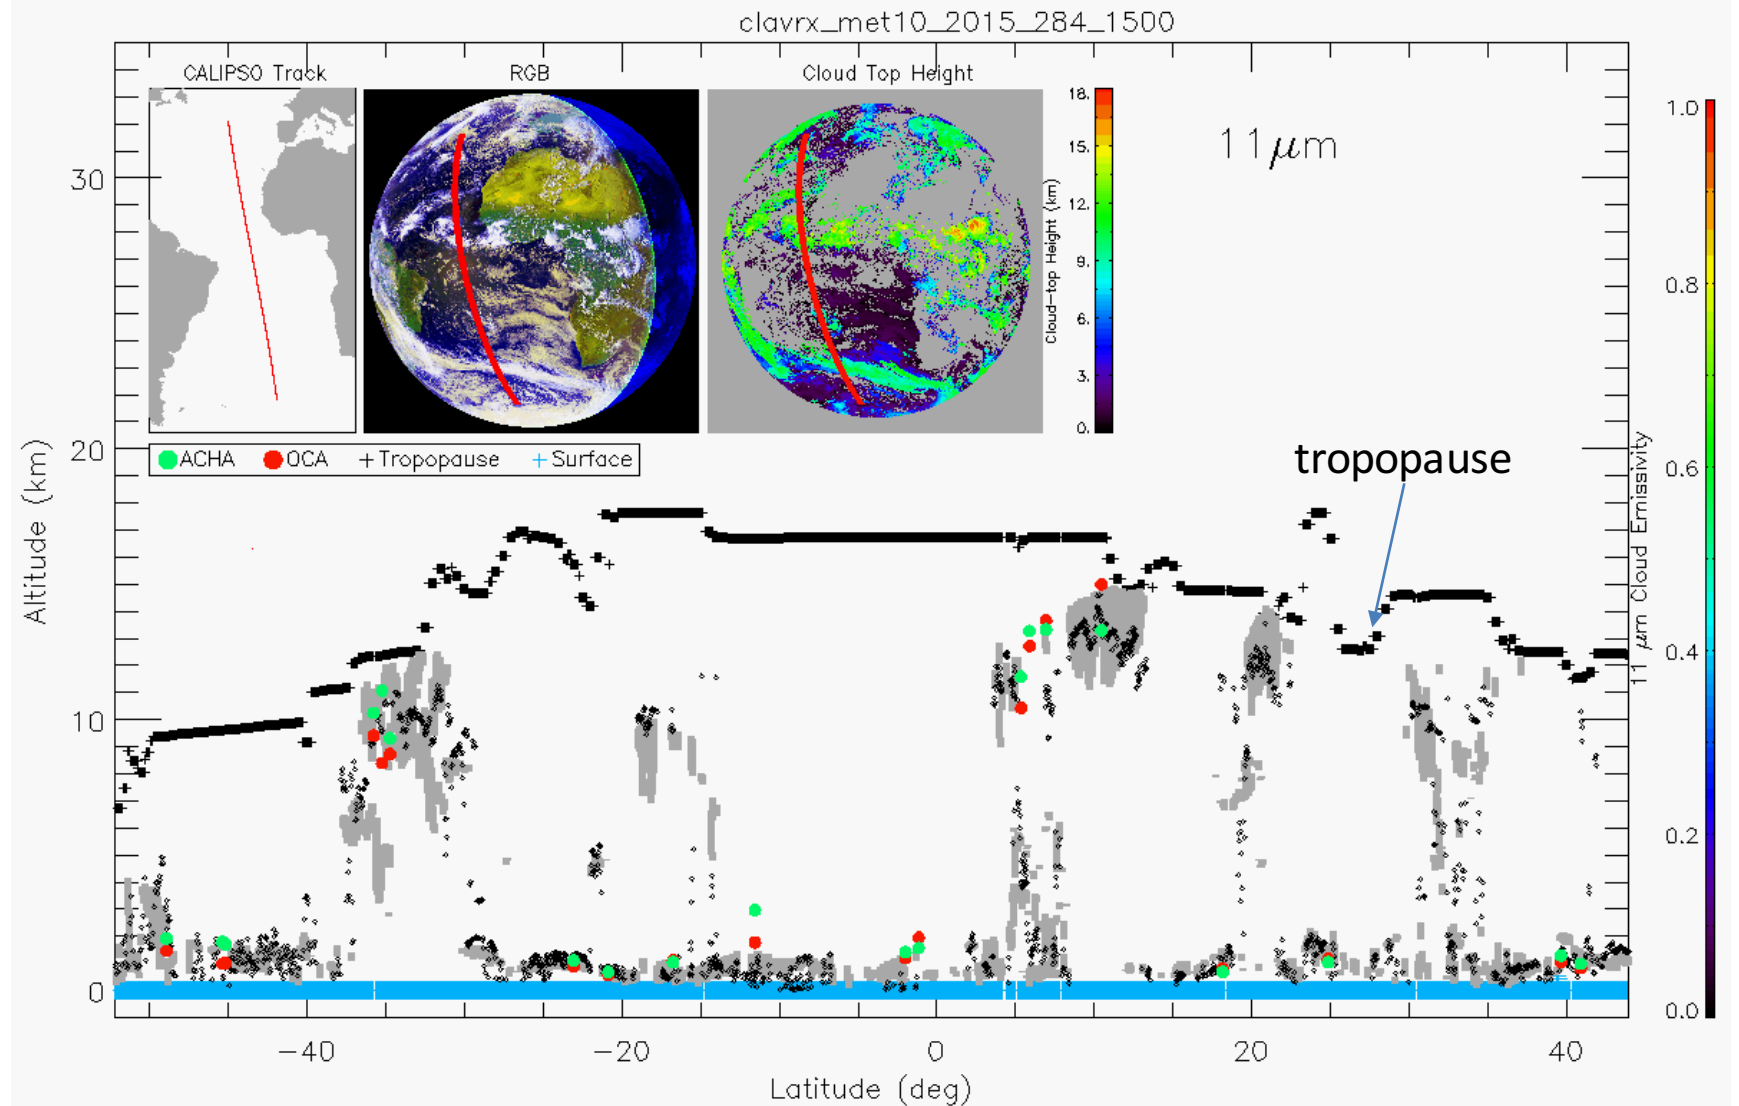 clavrx_met10_2015_284_1500
CALIPSO Track
RGB
Cloud Top Height
18.
15.
12.
9.
6.
3.
0.
Cloud-top Height (km)
11μm
1.0
0.8
0.6
0.4
0.2
0.0
11 μm Cloud Emissivity
ACHA
OCA
+ Tropopause
+ Surface
tropopause
30
20
10
0
Altitude (km)
−40
−20
0
20
40
Latitude (deg)